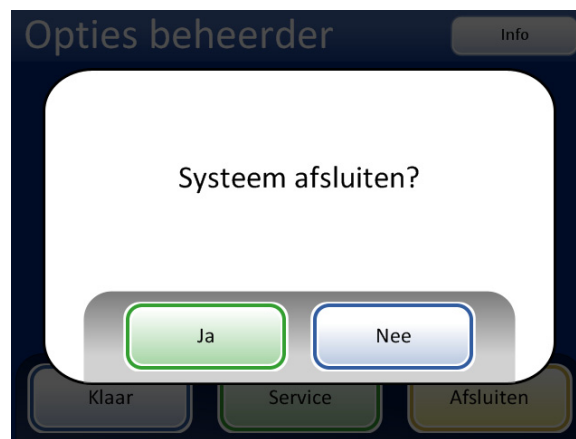 Opties beheerder
Info
Systeem afsluiten?
Ja
Nee
Klaar
Service
Afsluiten